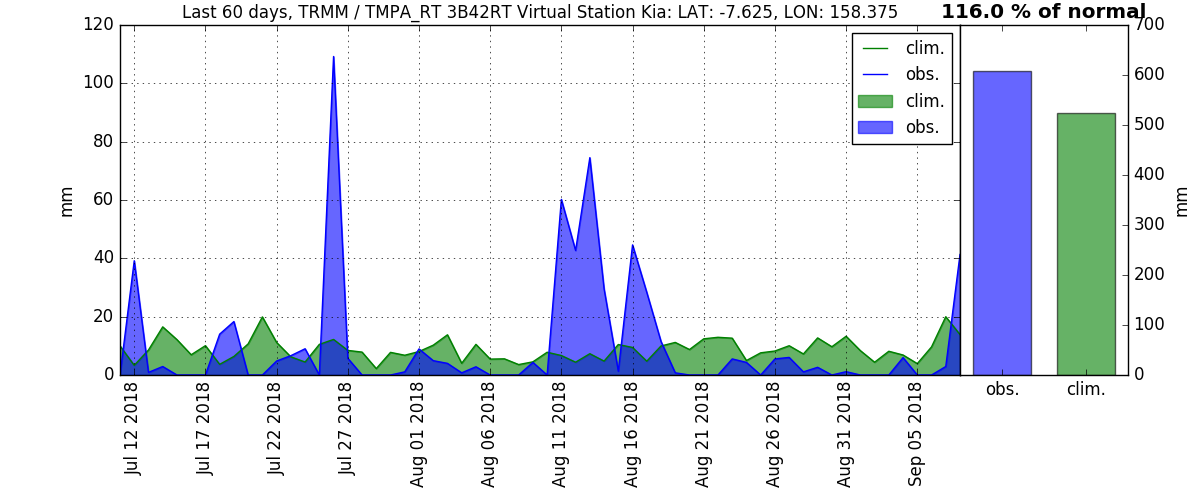 Last 60 days, TRMM / TMPA_RT 3B42RT Virtual Station Kia: LAT: -7.625, LON: 158.375
116.0 % of normal
120
100
80
60
40
20
0
mm
clim.
obs.
clim.
obs.
700
600
500
400
300
200
100
0
mm
obs.
clim.
Jul 12 2018
Jul 17 2018
Jul 22 2018
Jul 27 2018
Aug 01 2018
Aug 06 2018
Aug 11 2018
Aug 16 2018
Aug 21 2018
Aug 26 2018
Aug 31 2018
Sep 05 2018